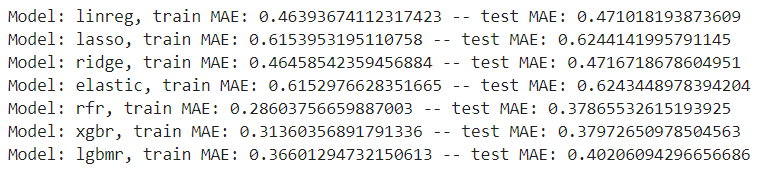 Model: linreg, train MAE: 0.46393674112317423 -- test MAE: 0.471018193873609
Model: lasso, train MAE: 0.6153953195110758 -- test MAE: 0.6244141995791145
Model: ridge, train MAE: 0.46458542359456884 -- test MAE: 0.4716718678604951
Model: elastic, train MAE: 0.6152976628351665 -- test MAE: 0.6243448978394204
Model: rfr, train MAE: 0.28603756659887003 -- test MAE: 0.37865532615193925
Model: xgbr, train MAE: 0.31360356891791336 -- test MAE: 0.37972650978504563
Model: lgbmr, train MAE: 0.36601294732150613 -- test MAE: 0.40206094296656686